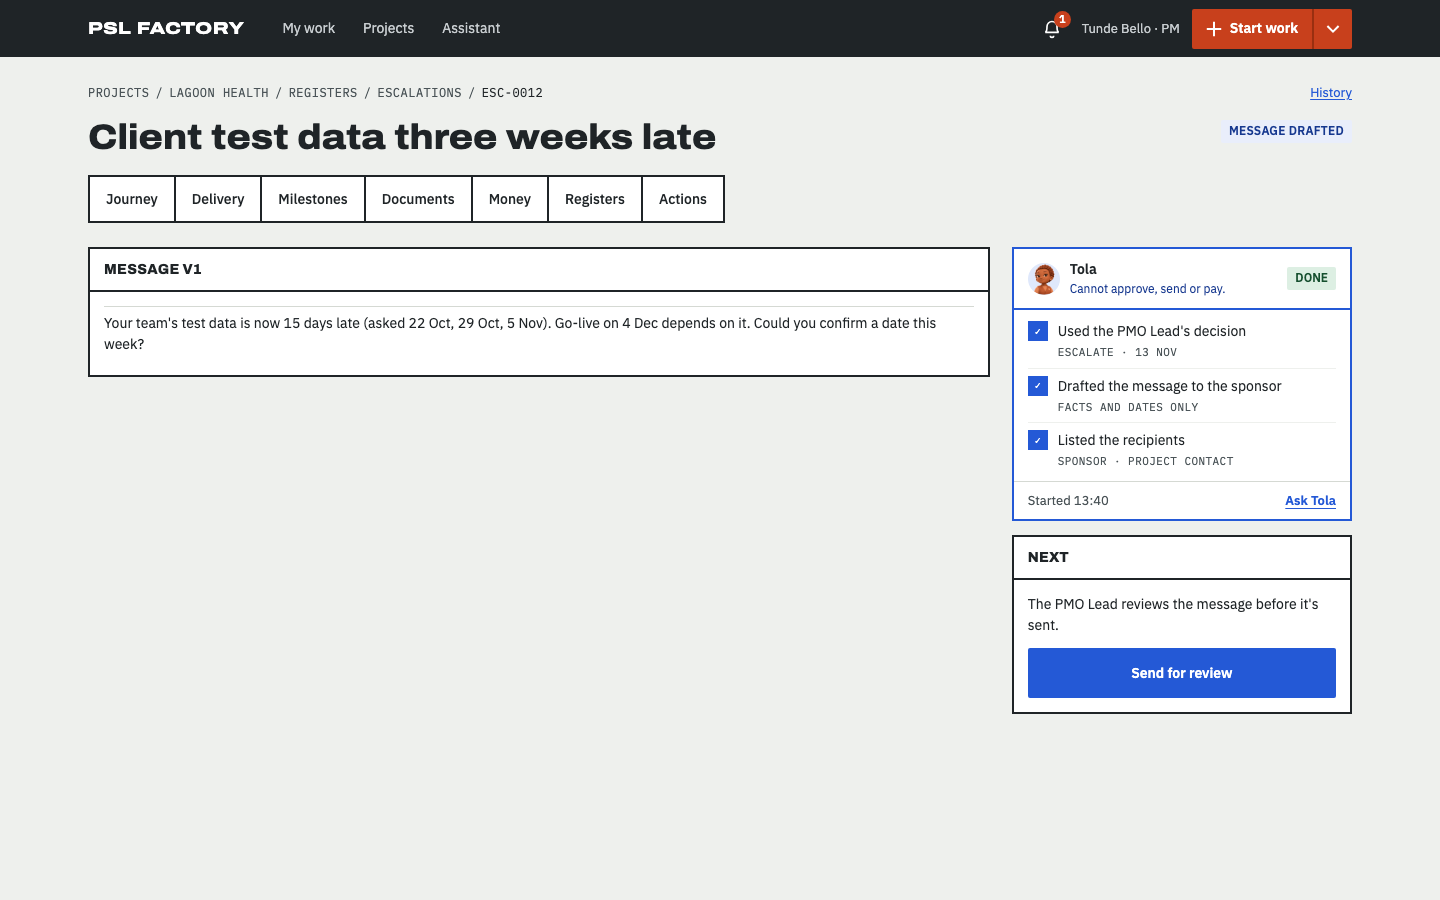 PSL FACTORY
My work
Projects
Assistant
1
Tunde Bello · PM
Start work
PROJECTS / LAGOON HEALTH / REGISTERS / ESCALATIONS / ESC-0012
History
Client test data three weeks late
MESSAGE DRAFTED
Journey
Delivery
Milestones
Documents
Money
Registers
Actions
MESSAGE V1
Your team's test data is now 15 days late (asked 22 Oct, 29 Oct, 5 Nov). Go-live on 4 Dec depends on it. Could you confirm a date this
week?
Tola
Cannot approve, send or pay.
DONE
Used the PMO Lead's decision
ESCALATE · 13 NOV
Drafted the message to the sponsor
FACTS AND DATES ONLY
Listed the recipients
SPONSOR · PROJECT CONTACT
Started 13:40
Ask Tola
NEXT
The PMO Lead reviews the message before it's
sent.
Send for review